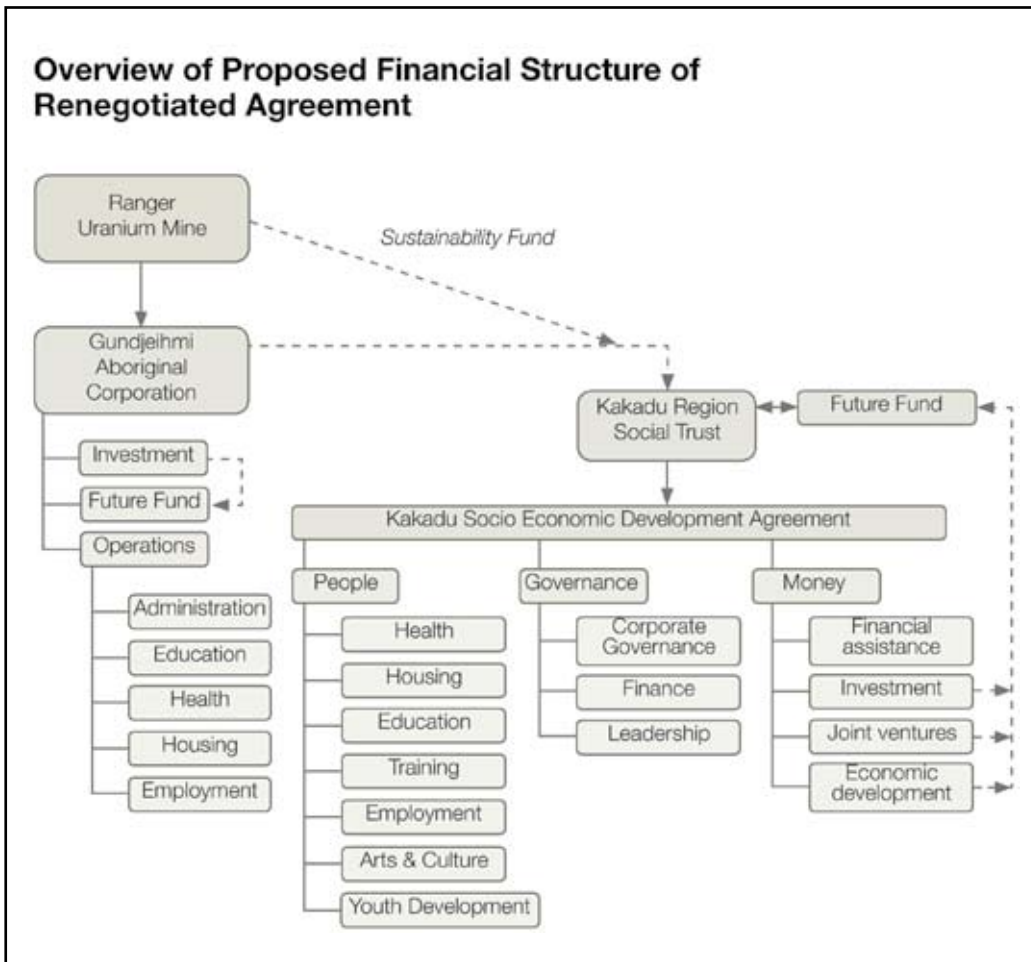 Overview of Proposed Financial Structure of
Renegotiated Agreement
Ranger
Uranium Mine
Sustainability Fund
Gundjeihmi
Aboriginal
Corporation
Kakadu Region
Social Trust
Future Fund
Investment
Future Fund
Operations
Administration
Education
Health
Housing
Employment
Kakadu Socio Economic Development Agreement
People
Health
Housing
Education
Training
Employment
Arts & Culture
Youth Development
Governance
Corporate
Governance
Finance
Leadership
Money
Financial
assistance
Investment
Joint ventures
Economic
development